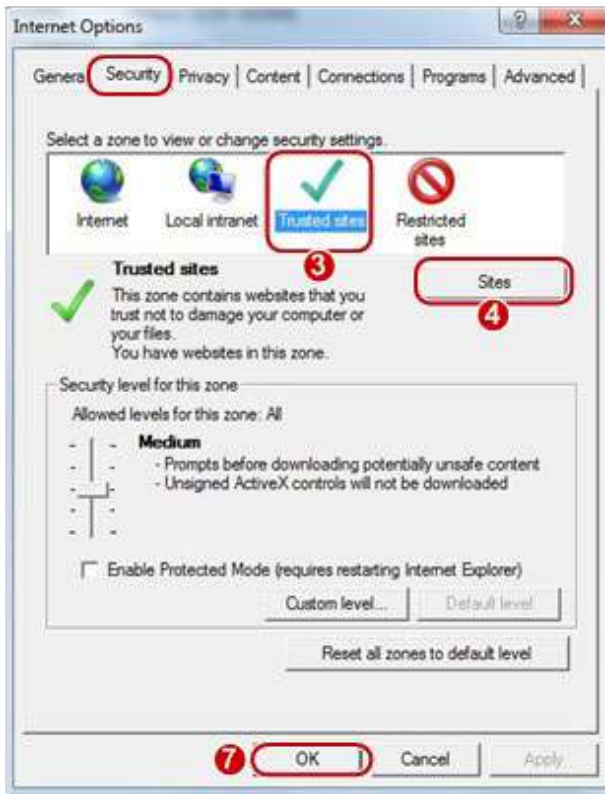 Internet Options
General Security Privacy Content Connections Programs Advanced
Select a zone to view or change security settings.
Internet Local intranet Trusted sites Restricted sites
3
Trusted sites
Sites
4
This zone contains websites that you
trust not to damage your computer or
your files.
You have websites in this zone.
Security level for this zone
Allowed levels for this zone: All
Medium
- Prompts before downloading potentially unsafe content
- Unsigned ActiveX controls will not be downloaded
Enable Protected Mode (requires restarting Internet Explorer)
Custom level... Default level
Reset all zones to default level
7 OK Cancel Apply